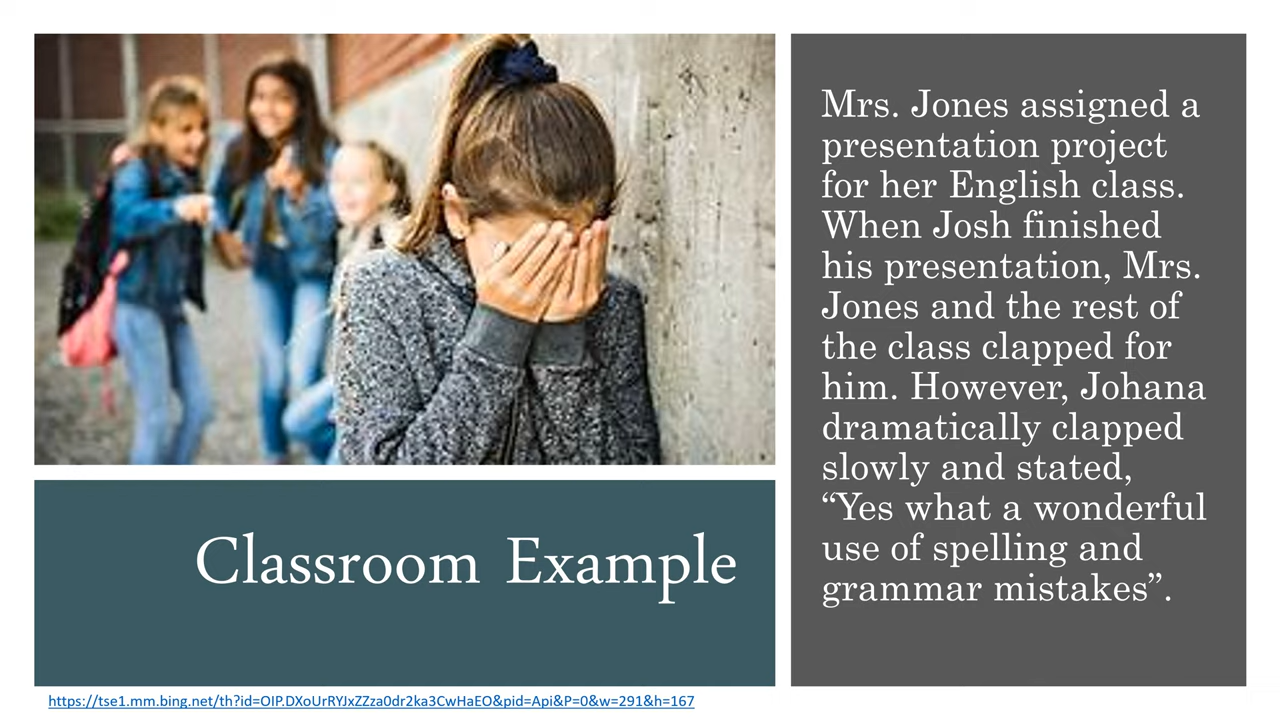 Mrs. Jones assigned a
presentation project
for her English class.
When Josh finished
his presentation, Mrs.
Jones and the rest of
the class clapped for
him. However, Johana
dramatically clapped
slowly and stated,
“Yes what a wonderful
use of spelling and
grammar mistakes”.
Classroom Example
https://tse1.mm.bing.net/th?id=OIP.DXoUrRYJxZZza0dr2ka3CwHaEO&pid=Api&P=0&w=291&h=167